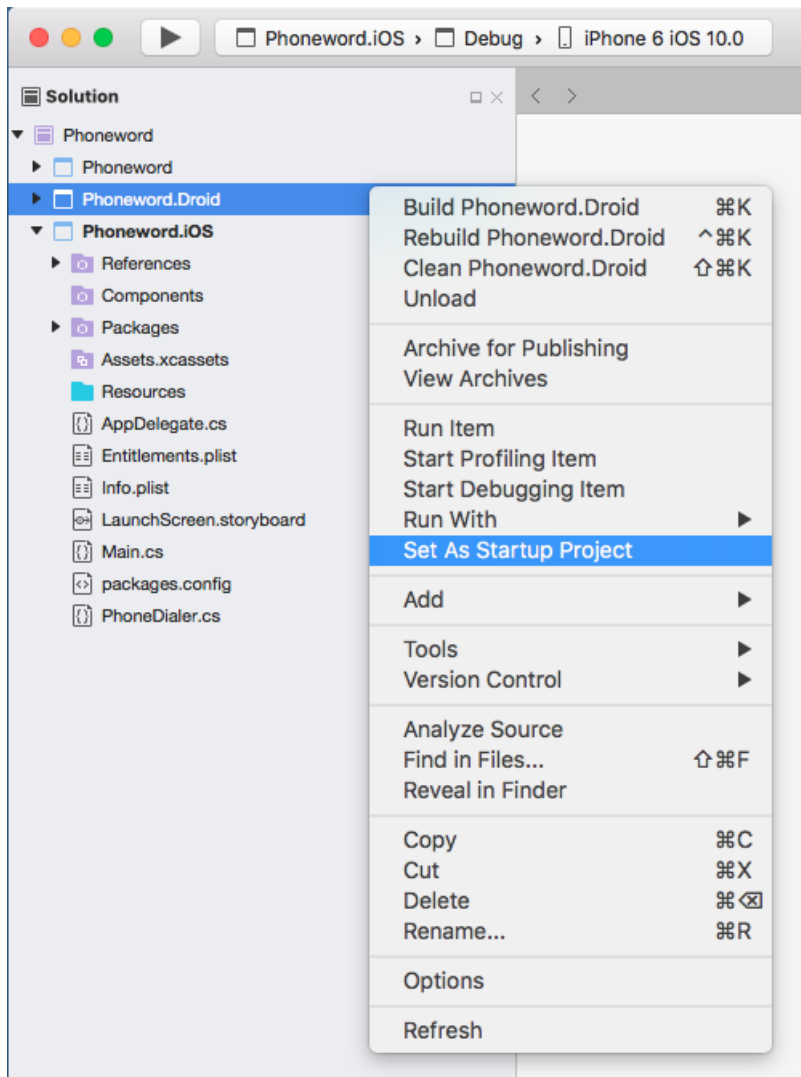 Phoneword.iOS › Debug › iPhone 6 iOS 10.0
Solution
Phoneword
Phoneword
Phoneword.Droid
Phoneword.iOS
References
Components
Packages
Assets.xcassets
Resources
AppDelegate.cs
Entitlements.plist
Info.plist
LaunchScreen.storyboard
Main.cs
packages.config
PhoneDialer.cs
Build Phoneword.Droid ⌘K
Rebuild Phoneword.Droid ^⌘K
Clean Phoneword.Droid ⇧⌘K
Unload
Archive for Publishing
View Archives
Run Item
Start Profiling Item
Start Debugging Item
Run With
Set As Startup Project
Add
Tools
Version Control
Analyze Source
Find in Files... ⇧⌘F
Reveal in Finder
Copy ⌘C
Cut ⌘X
Delete ⌘⌫
Rename... ⌘R
Options
Refresh